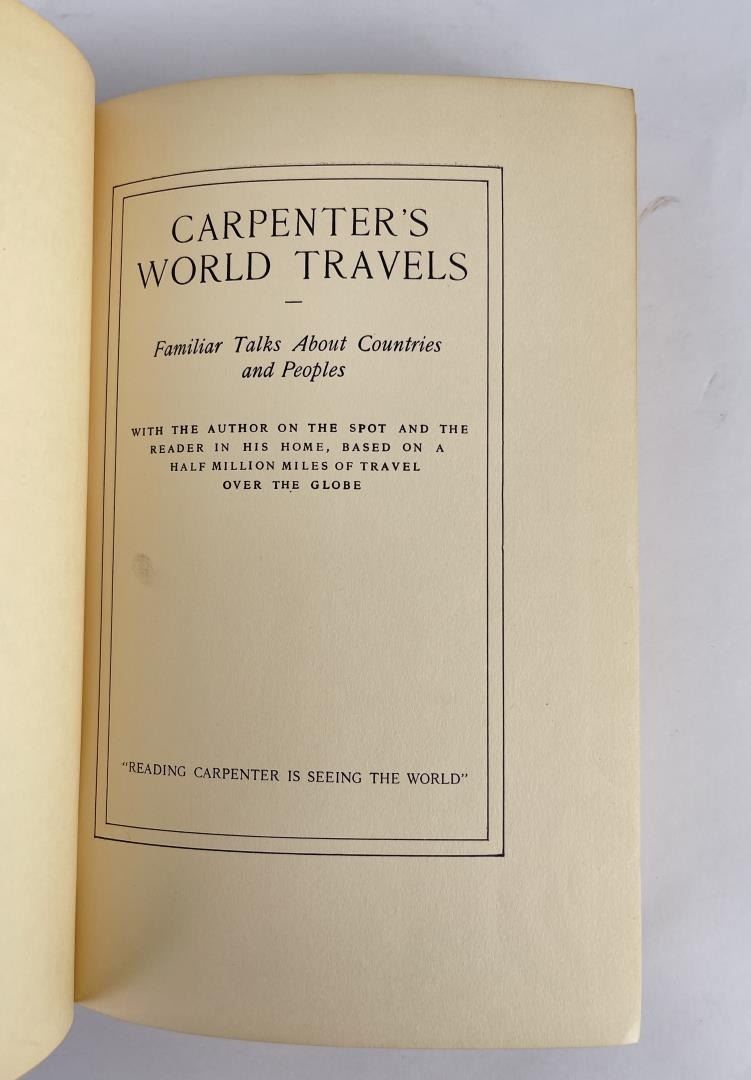 CARPENTER'S
WORLD TRAVELS
—
Familiar Talks About Countries
and Peoples
WITH THE AUTHOR ON THE SPOT AND THE
READER IN HIS HOME, BASED ON A
HALF MILLION MILES OF TRAVEL
OVER THE GLOBE
"READING CARPENTER IS SEEING THE WORLD"